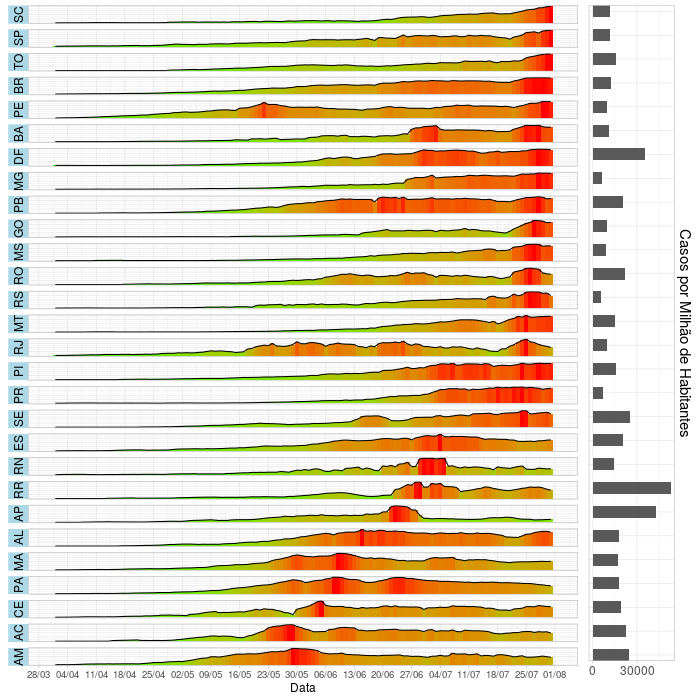 SC
SP
TO
BR
PE
BA
DF
MG
PB
GO
MS
RO
RS
MT
RJ
PI
PR
SE
ES
RN
RR
AP
AL
MA
PA
CE
AC
AM
28/03 04/04 11/04 18/04 25/04 02/05 09/05 16/05 23/05 30/05 06/06 13/06 20/06 27/06 04/07 11/07 18/07 25/07 01/08
Data
0 30000
Casos por Milhão de Habitantes